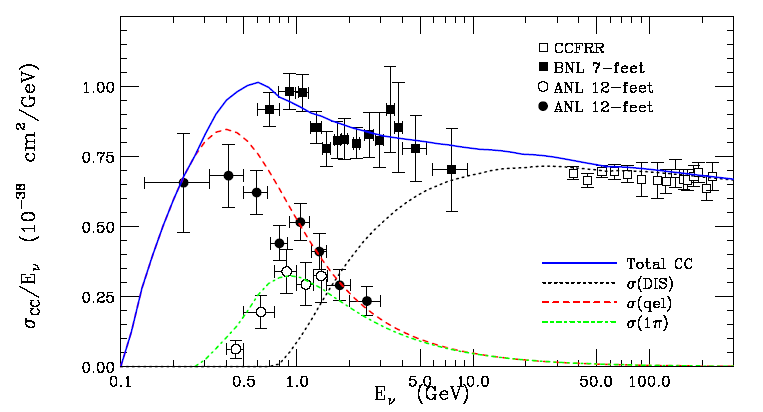 CCFRR
BNL 7-feet
ANL 12-feet
ANL 12-feet
1.00
0.75
0.50
0.25
0.00
σCC/Eν (10⁻³⁸ cm²/GeV)
Total CC
σ(DIS)
σ(qel)
σ(1π)
0.1 0.5 1.0 5.0 10.0 50.0 100.0
Eν (GeV)